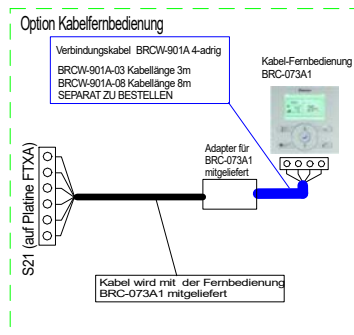 Option Kabelfernbedienung
Verbindungskabel BRCW-901A 4-adrig
BRCW-901A-03 Kabellänge 3m
BRCW-901A-08 Kabellänge 8m
SEPARAT ZU BESTELLEN
Kabel-Fernbedienung
BRC-073A1
Adapter für
BRC-073A1
mitgeliefert
S21 (auf Platine FTXA)
Kabel wird mit der Fernbedienung
BRC-073A1 mitgeliefert